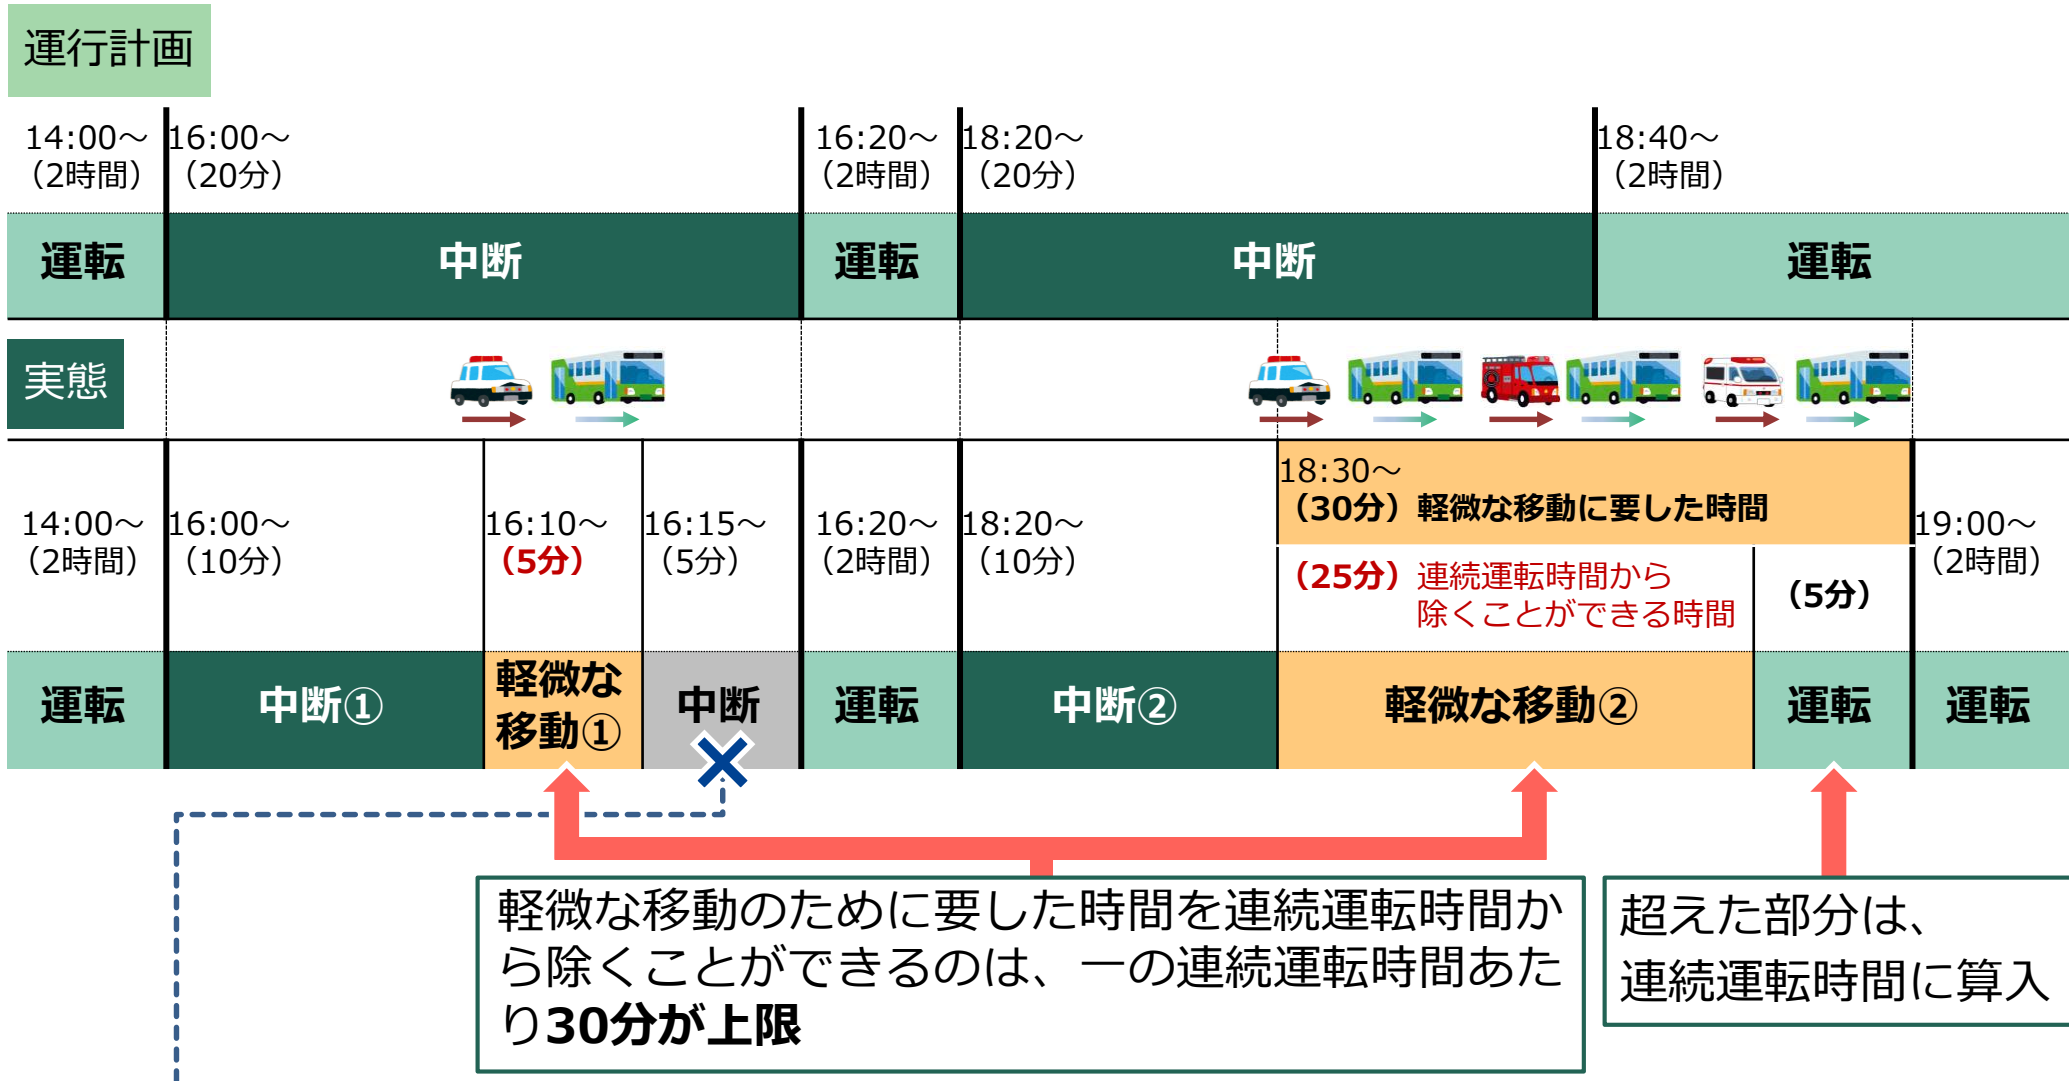 運行計画
14:00～
（2時間）
16:00～
（20分）
16:20～
（2時間）
18:20～
（20分）
18:40～
（2時間）
運転
中断
運転
中断
運転
実態
14:00～
（2時間）
16:00～
（10分）
16:10～
（5分）
16:15～
（5分）
16:20～
（2時間）
18:20～
（10分）
18:30～
（30分）軽微な移動に要した時間
（25分）連続運転時間から
除くことができる時間
（5分）
19:00～
（2時間）
運転
中断①
軽微な
移動①
中断
運転
中断②
軽微な移動②
運転
運転
軽微な移動のために要した時間を連続運転時間か
ら除くことができるのは、一の連続運転時間あた
り30分が上限
超えた部分は、
連続運転時間に算入